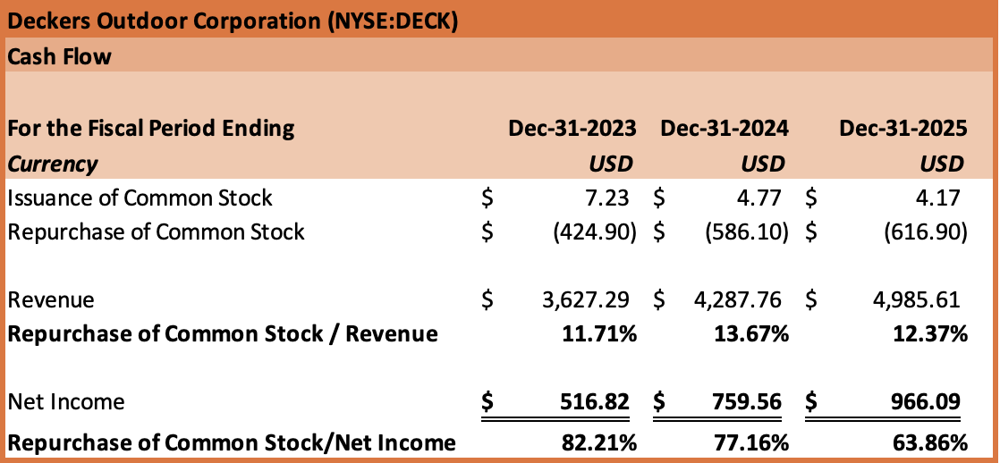 Deckers Outdoor Corporation (NYSE:DECK)
Cash Flow
For the Fiscal Period Ending Dec-31-2023 Dec-31-2024 Dec-31-2025
Currency USD USD USD
Issuance of Common Stock $ 7.23 $ 4.77 $ 4.17
Repurchase of Common Stock $ (424.90) $ (586.10) $ (616.90)
Revenue $ 3,627.29 $ 4,287.76 $ 4,985.61
Repurchase of Common Stock / Revenue 11.71% 13.67% 12.37%
Net Income $ 516.82 $ 759.56 $ 966.09
Repurchase of Common Stock/Net Income 82.21% 77.16% 63.86%